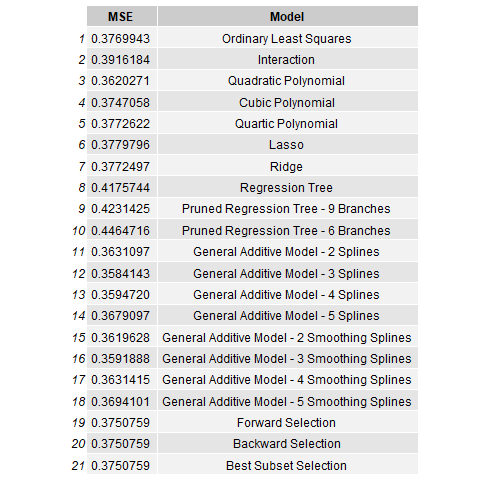 MSE Model
1 0.3769943 Ordinary Least Squares
2 0.3916184 Interaction
3 0.3620271 Quadratic Polynomial
4 0.3747058 Cubic Polynomial
5 0.3772622 Quartic Polynomial
6 0.3779796 Lasso
7 0.3772497 Ridge
8 0.4175744 Regression Tree
9 0.4231425 Pruned Regression Tree - 9 Branches
10 0.4464716 Pruned Regression Tree - 6 Branches
11 0.3631097 General Additive Model - 2 Splines
12 0.3584143 General Additive Model - 3 Splines
13 0.3594720 General Additive Model - 4 Splines
14 0.3679097 General Additive Model - 5 Splines
15 0.3619628 General Additive Model - 2 Smoothing Splines
16 0.3591888 General Additive Model - 3 Smoothing Splines
17 0.3631415 General Additive Model - 4 Smoothing Splines
18 0.3694101 General Additive Model - 5 Smoothing Splines
19 0.3750759 Forward Selection
20 0.3750759 Backward Selection
21 0.3750759 Best Subset Selection